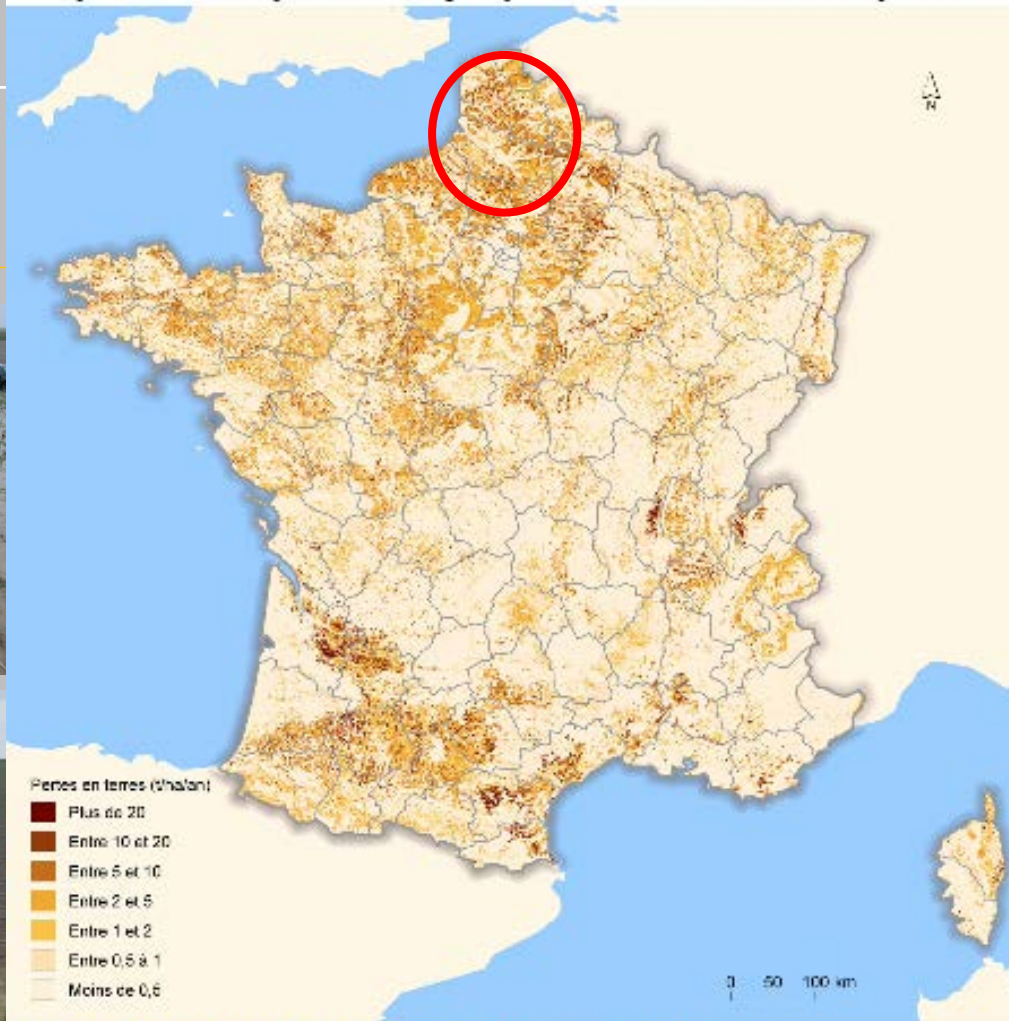 N
Pertes en terres (t/ha/an)
Plus de 20
Entre 10 et 20
Entre 5 et 10
Entre 2 et 5
Entre 1 et 2
Entre 0,5 à 1
Moins de 0,5
0 50 100 km